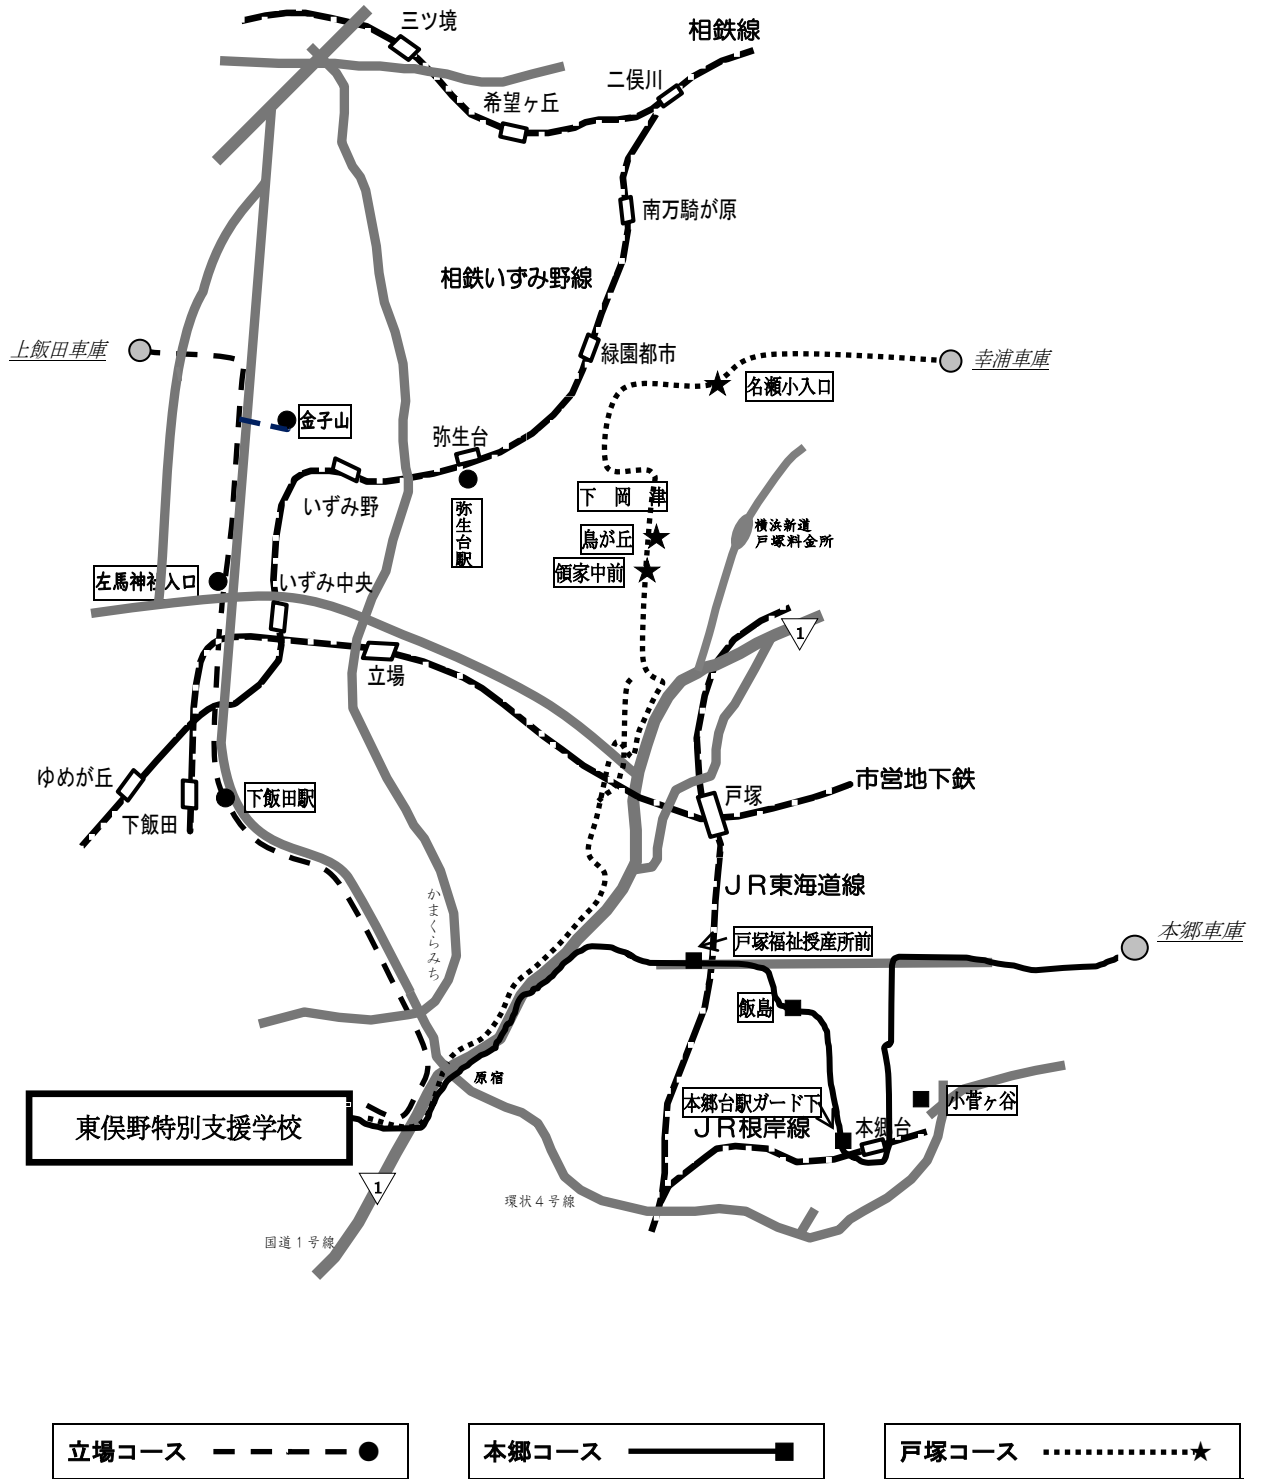 三ツ境
相鉄線
二俣川
希望ヶ丘
南万騎が原
相鉄いずみ野線
上飯田車庫
緑園都市
幸浦車庫
名瀬小入口
金子山
弥生台
いずみ野
弥生台駅
下　岡　津
鳥が丘
横浜新道
戸塚料金所
領家中前
左馬神社入口
いずみ中央
1
立場
ゆめが丘
下飯田駅
戸塚
市営地下鉄
下飯田
ＪＲ東海道線
かまくらみち
戸塚福祉授産所前
本郷車庫
飯島
原宿
本郷台駅ガード下
小菅ヶ谷
東俣野特別支援学校
ＪＲ根岸線
本郷台
1
環状４号線
国道１号線
立場コース
本郷コース
戸塚コース